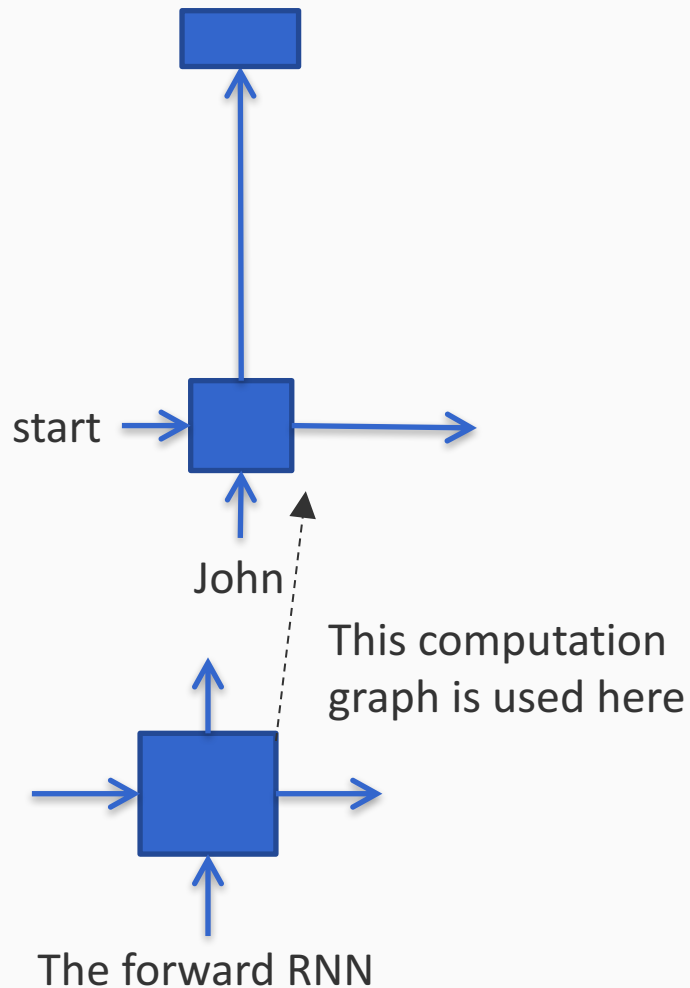 start
John
This computation
graph is used here
The forward RNN